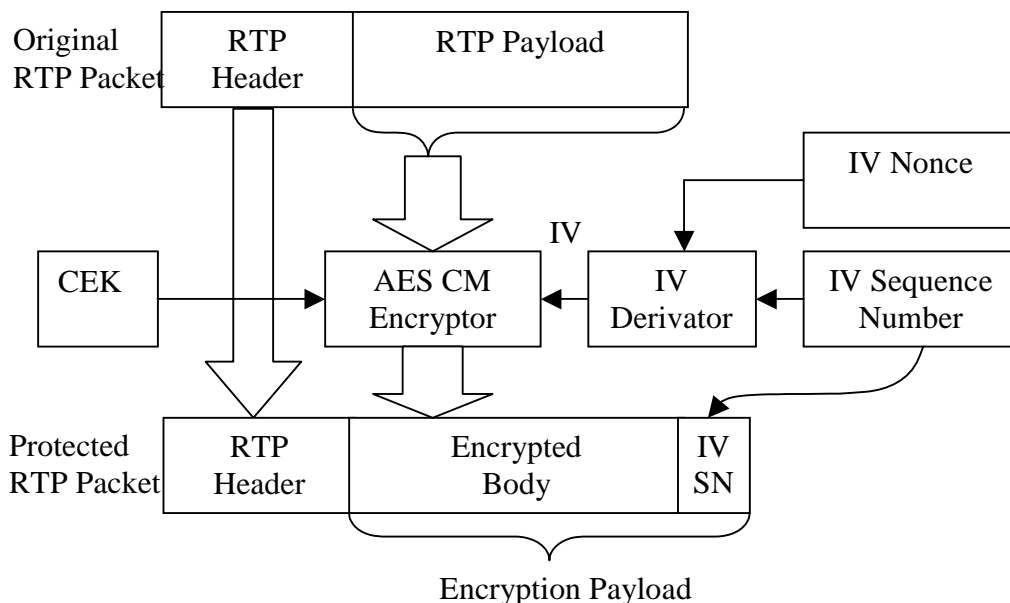 Original
RTP Packet
RTP
Header
RTP Payload
IV Nonce
IV
CEK
AES CM
Encryptor
IV
Derivator
IV Sequence
Number
Protected
RTP Packet
RTP
Header
Encrypted
Body
IV
SN
Encryption Payload